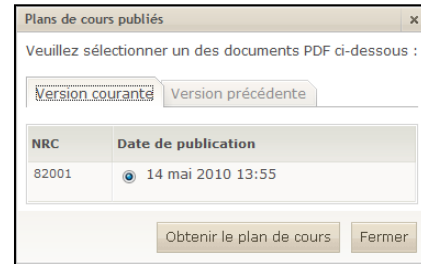 Plans de cours publiés x
Veuillez sélectionner un des documents PDF ci-dessous :
Version courante Version précédente
NRC Date de publication
82001 14 mai 2010 13:55
Obtenir le plan de cours Fermer